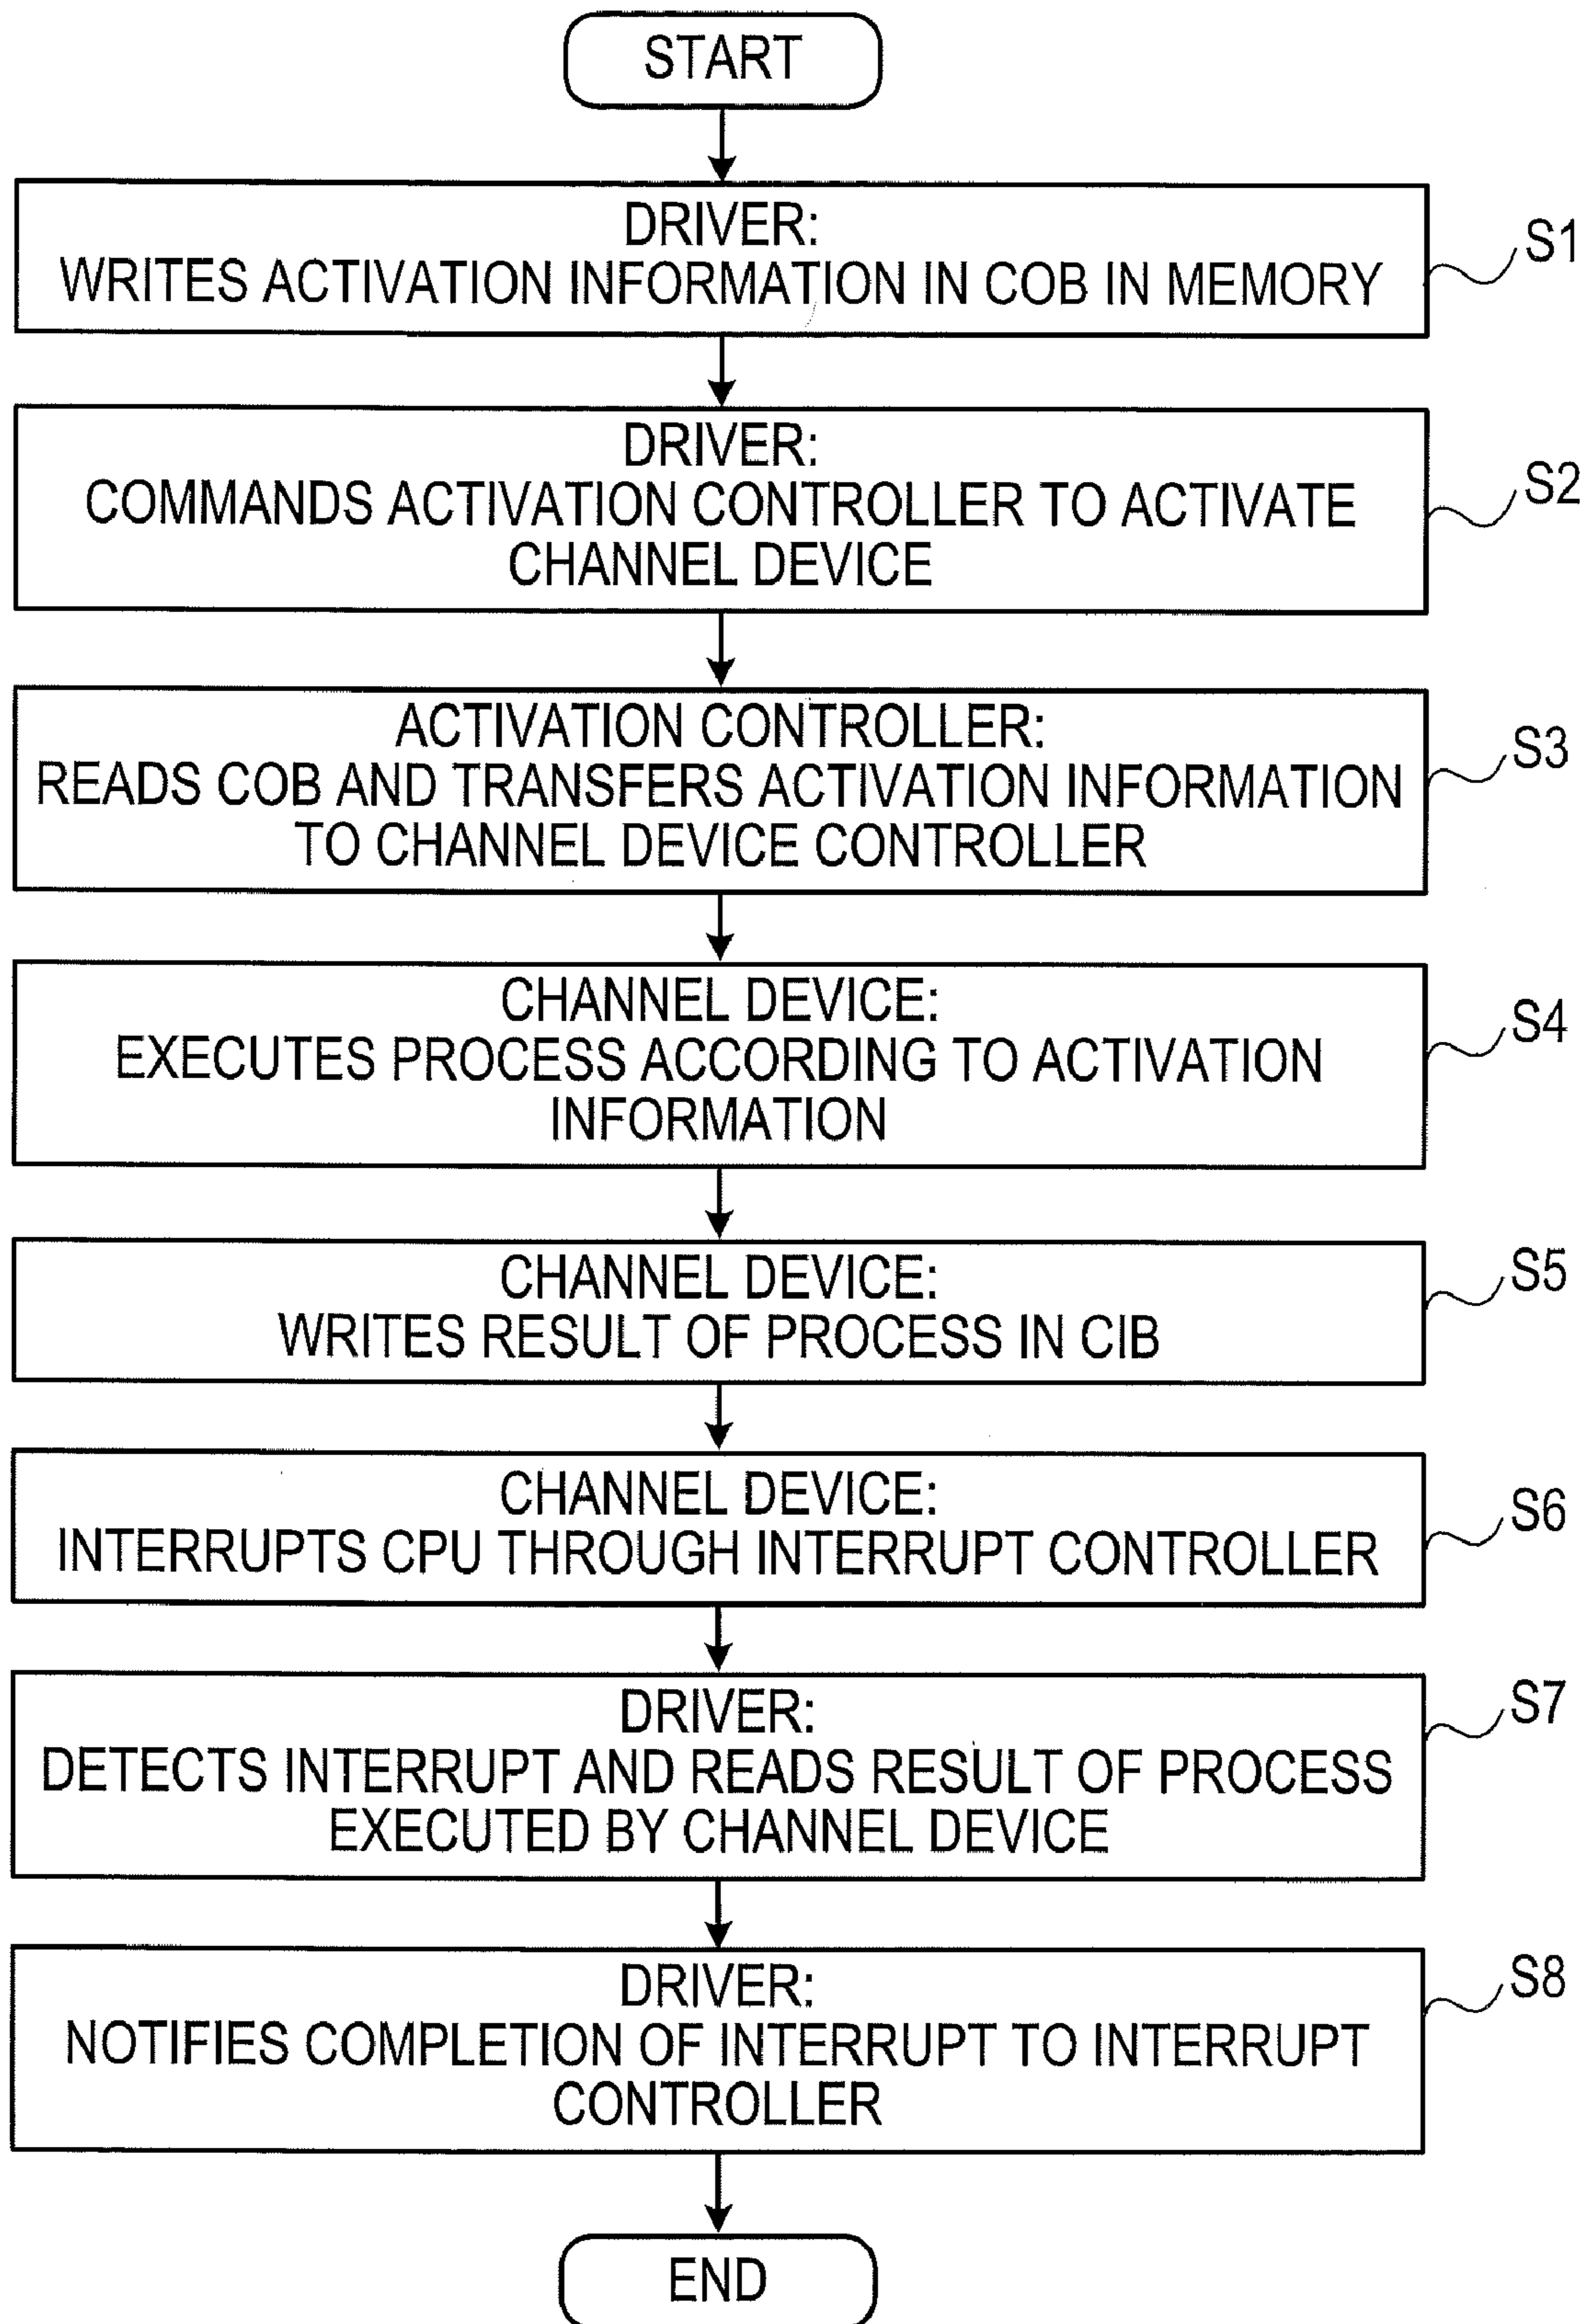 START
DRIVER:
WRITES ACTIVATION INFORMATION IN COB IN MEMORY
S1
DRIVER:
COMMANDS ACTIVATION CONTROLLER TO ACTIVATE
CHANNEL DEVICE
S2
ACTIVATION CONTROLLER:
READS COB AND TRANSFERS ACTIVATION INFORMATION
TO CHANNEL DEVICE CONTROLLER
S3
CHANNEL DEVICE:
EXECUTES PROCESS ACCORDING TO ACTIVATION
INFORMATION
S4
CHANNEL DEVICE:
WRITES RESULT OF PROCESS IN CIB
S5
CHANNEL DEVICE:
INTERRUPTS CPU THROUGH INTERRUPT CONTROLLER
S6
DRIVER:
DETECTS INTERRUPT AND READS RESULT OF PROCESS
EXECUTED BY CHANNEL DEVICE
S7
DRIVER:
NOTIFIES COMPLETION OF INTERRUPT TO INTERRUPT
CONTROLLER
S8
END